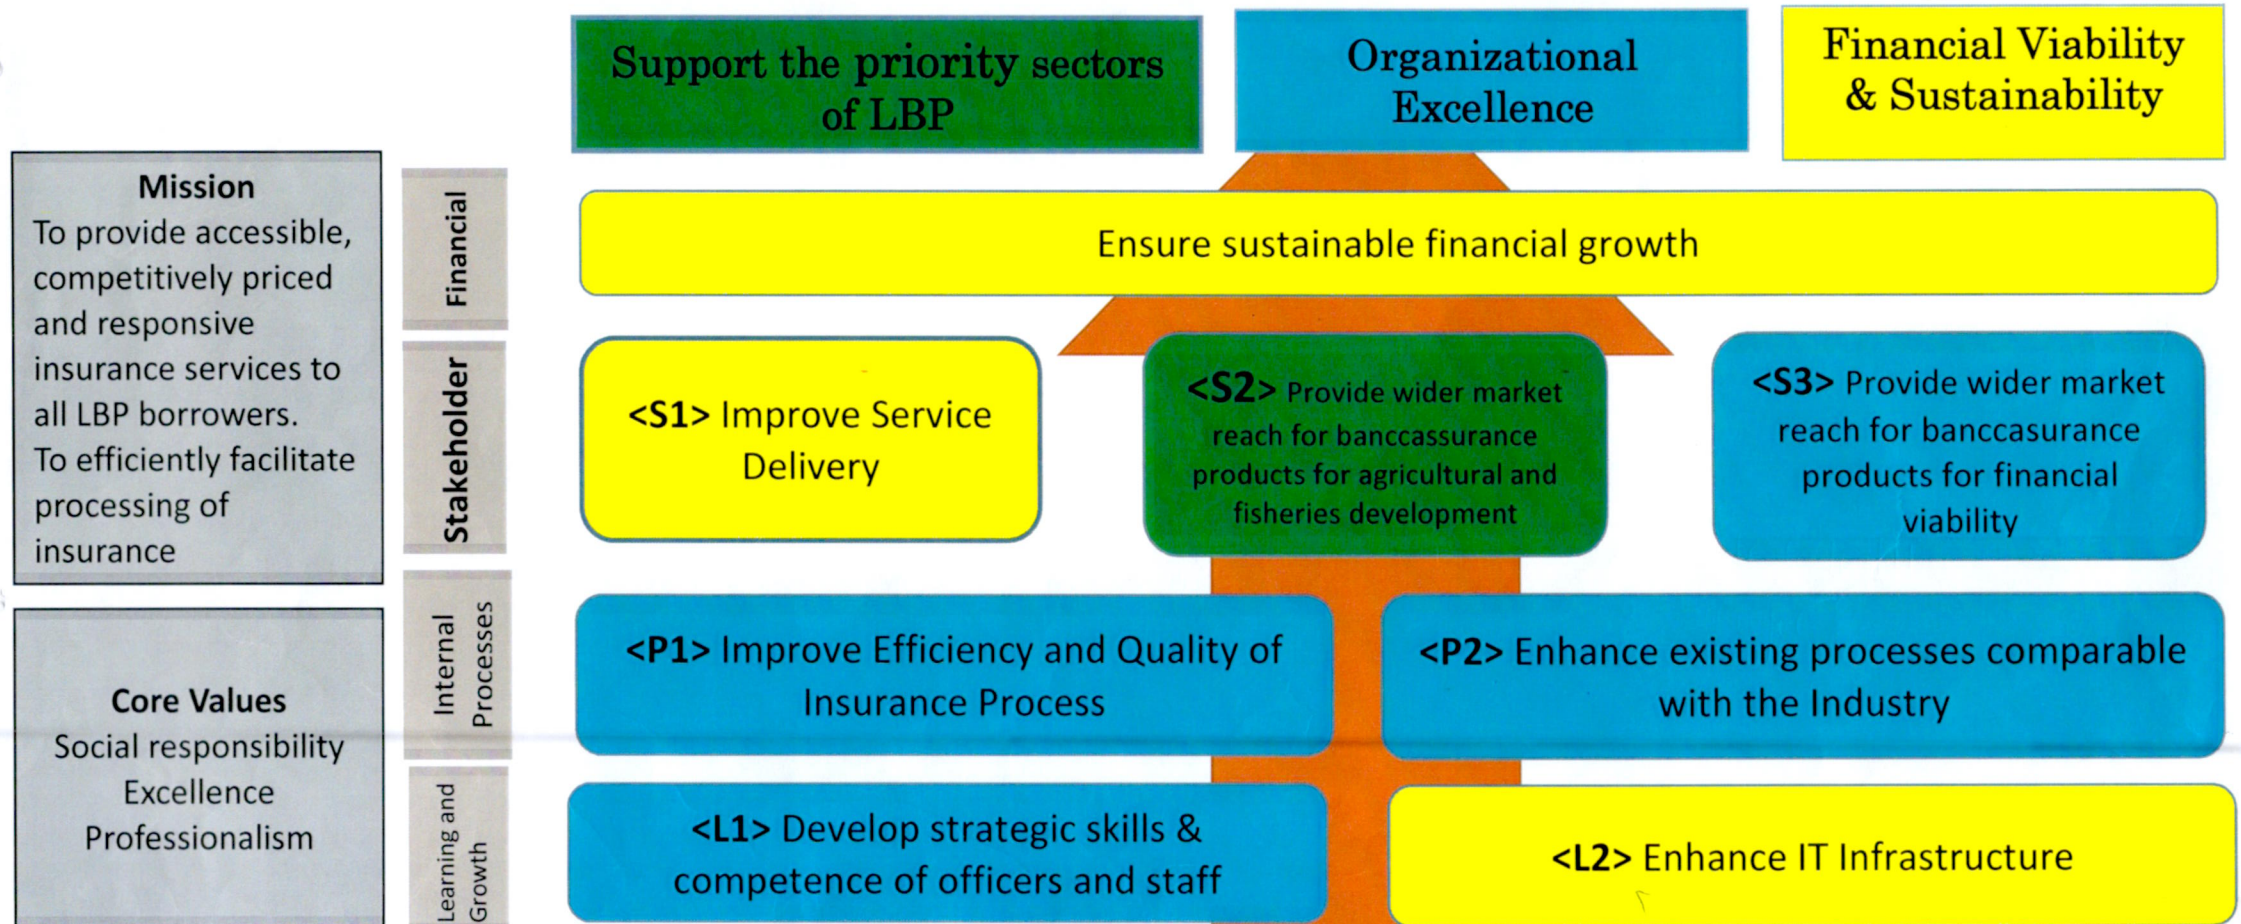 Support the priority sectors
of LBP
Organizational
Excellence
Financial Viability
& Sustainability
Mission
To provide accessible,
competitively priced
and responsive
insurance services to
all LBP borrowers.
To efficiently facilitate
processing of
insurance
Core Values
Social responsibility
Excellence
Professionalism
Financial
Ensure sustainable financial growth
Stakeholder
<S1> Improve Service
Delivery
<S2> Provide wider market
reach for banccassurance
products for agricultural and
fisheries development
<S3> Provide wider market
reach for banccasurance
products for financial
viability
Internal
Processes
<P1> Improve Efficiency and Quality of
Insurance Process
<P2> Enhance existing processes comparable
with the Industry
Learning and
Growth
<L1> Develop strategic skills &
competence of officers and staff
<L2> Enhance IT Infrastructure